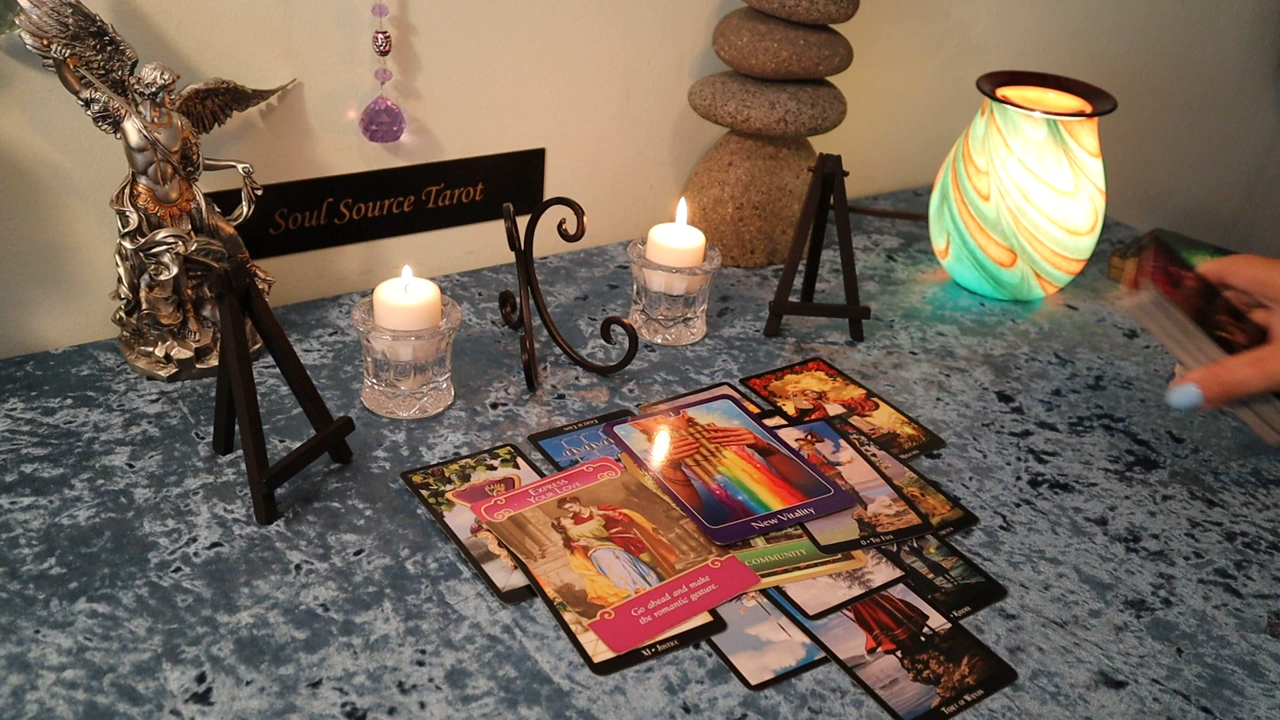 Soul Source Tarot
EXPRESS
YOUR LOVE
New Vitality
0 • The Fool
COMMUNITY
Go ahead and make
the romantic gesture.
XI • Justice
Three of Wands